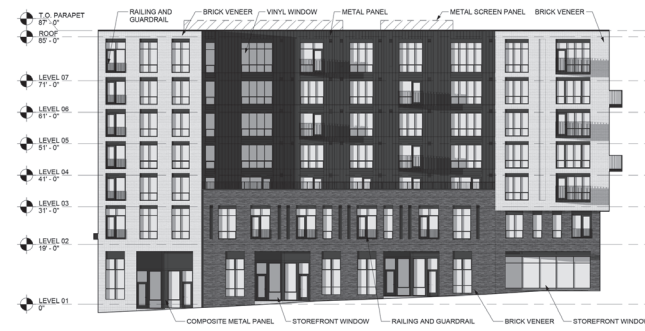 T.O. PARAPET
87' - 0"
ROOF
85' - 0"
LEVEL 07
71' - 0"
LEVEL 06
61' - 0"
LEVEL 05
51' - 0"
LEVEL 04
41' - 0"
LEVEL 03
31' - 0"
LEVEL 02
19' - 0"
LEVEL 01
0"
RAILING AND
GUARDRAIL
BRICK VENEER
VINYL WINDOW
METAL PANEL
METAL SCREEN PANEL
BRICK VENEER
COMPOSITE METAL PANEL
STOREFRONT WINDOW
RAILING AND GUARDRAIL
BRICK VENEER
STOREFRONT WINDOW